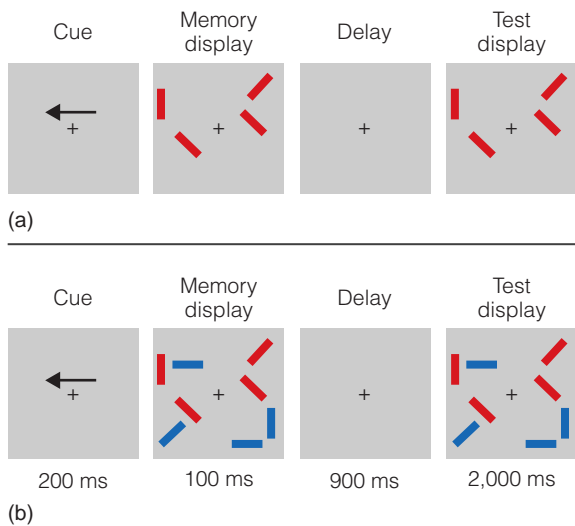 Cue
Memory
display
Delay
Test
display
(a)
Cue
Memory
display
Delay
Test
display
200 ms
100 ms
900 ms
2,000 ms
(b)